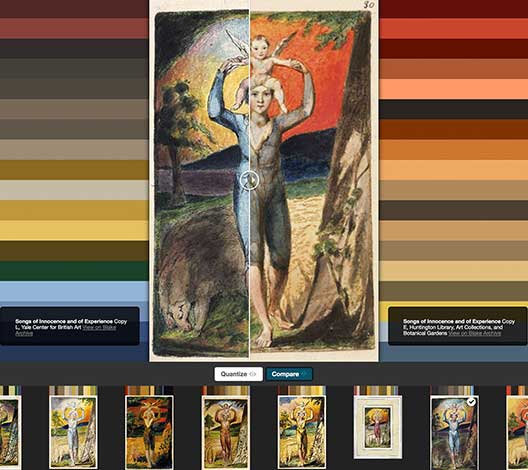 30
Songs of Innocence and of Experience Copy
L, Yale Center for British Art View on Blake
Archive
Songs of Innocence and of Experience Copy
E, Huntington Library, Art Collections, and
Botanical Gardens View on Blake Archive
Quantize
Compare